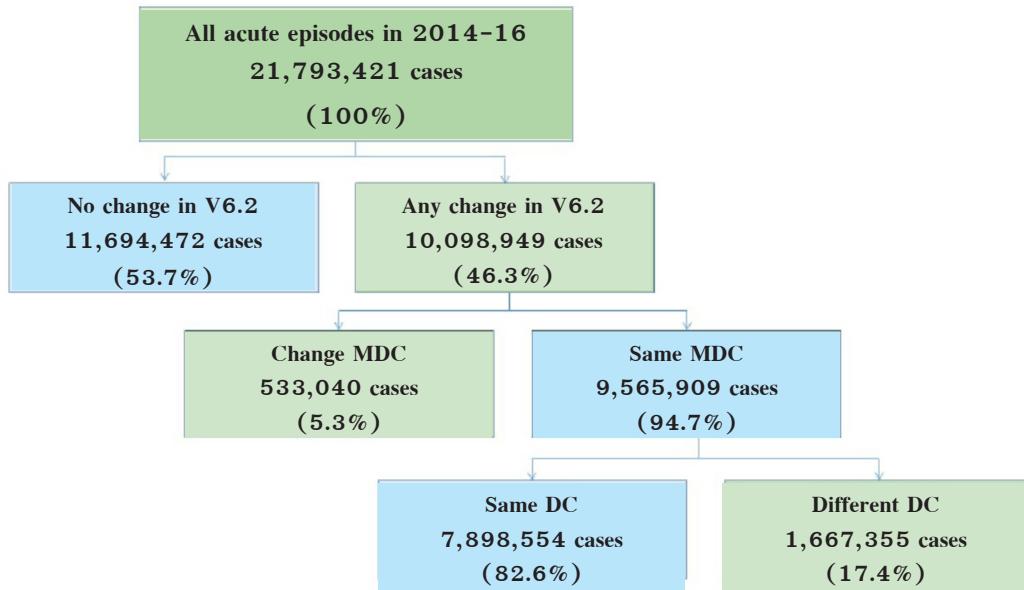 All acute episodes in 2014-16
21,793,421 cases
(100%)
No change in V6.2
11,694,472 cases
(53.7%)
Any change in V6.2
10,098,949 cases
(46.3%)
Change MDC
533,040 cases
(5.3%)
Same MDC
9,565,909 cases
(94.7%)
Same DC
7,898,554 cases
(82.6%)
Different DC
1,667,355 cases
(17.4%)